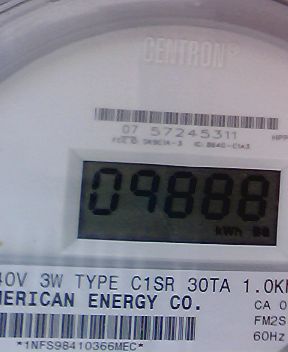 CENTRON®
07 57245311
09888
kWh
40V 3W TYPE C1SR 30TA 1.0K
MERICAN ENERGY CO.
CA 0
FM2S
60Hz
*1NFS98410366MEC*